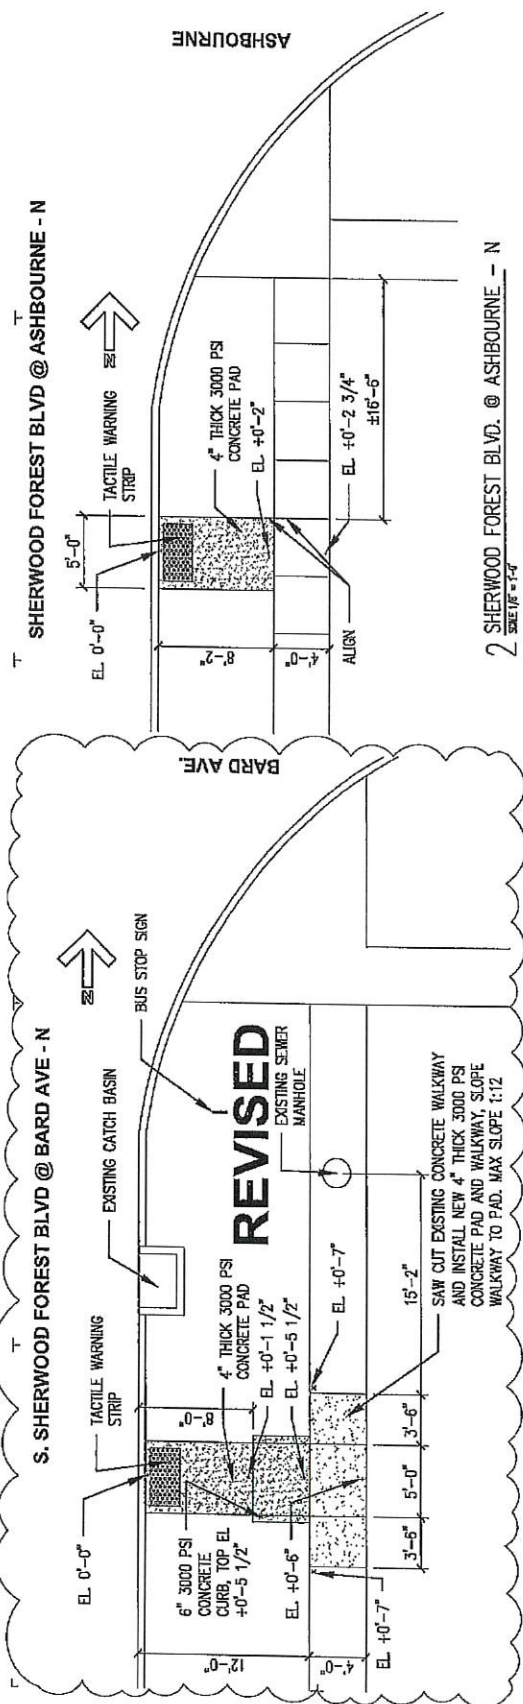 S. SHERWOOD FOREST BLVD @ BARD AVE - N
EL 0'-0"
TACTILE WARNING
STRIP
EXISTING CATCH BASIN
N
BUS STOP SIGN
BARD AVE.
REVISED
12'-0"
8'-0"
4'-0"
6" 3000 PSI
CONCRETE
CURB, TOP EL
+0'-5 1/2"
4" THICK 3000 PSI
CONCRETE PAD
EL +0'-1 1/2"
EL +0'-5 1/2"
EL +0'-6"
EL +0'-7"
EL +0'-7"
EXISTING SEWER
MANHOLE
3'-6"
5'-0"
3'-6"
15'-2"
SAW CUT EXISTING CONCRETE WALKWAY
AND INSTALL NEW 4" THICK 3000 PSI
CONCRETE PAD AND WALKWAY, SLOPE
WALKWAY TO PAD. MAX SLOPE 1:12
SHERWOOD FOREST BLVD @ ASHBOURNE - N
EL 0'-0"
5'-0"
TACTILE WARNING
STRIP
N
ASHBOURNE
8'-2"
4'-0"
4" THICK 3000 PSI
CONCRETE PAD
EL +0'-2"
ALIGN
EL +0'-2 3/4"
±16'-6"
2 SHERWOOD FOREST BLVD. @ ASHBOURNE - N
SCALE 1/8" = 1'-0"